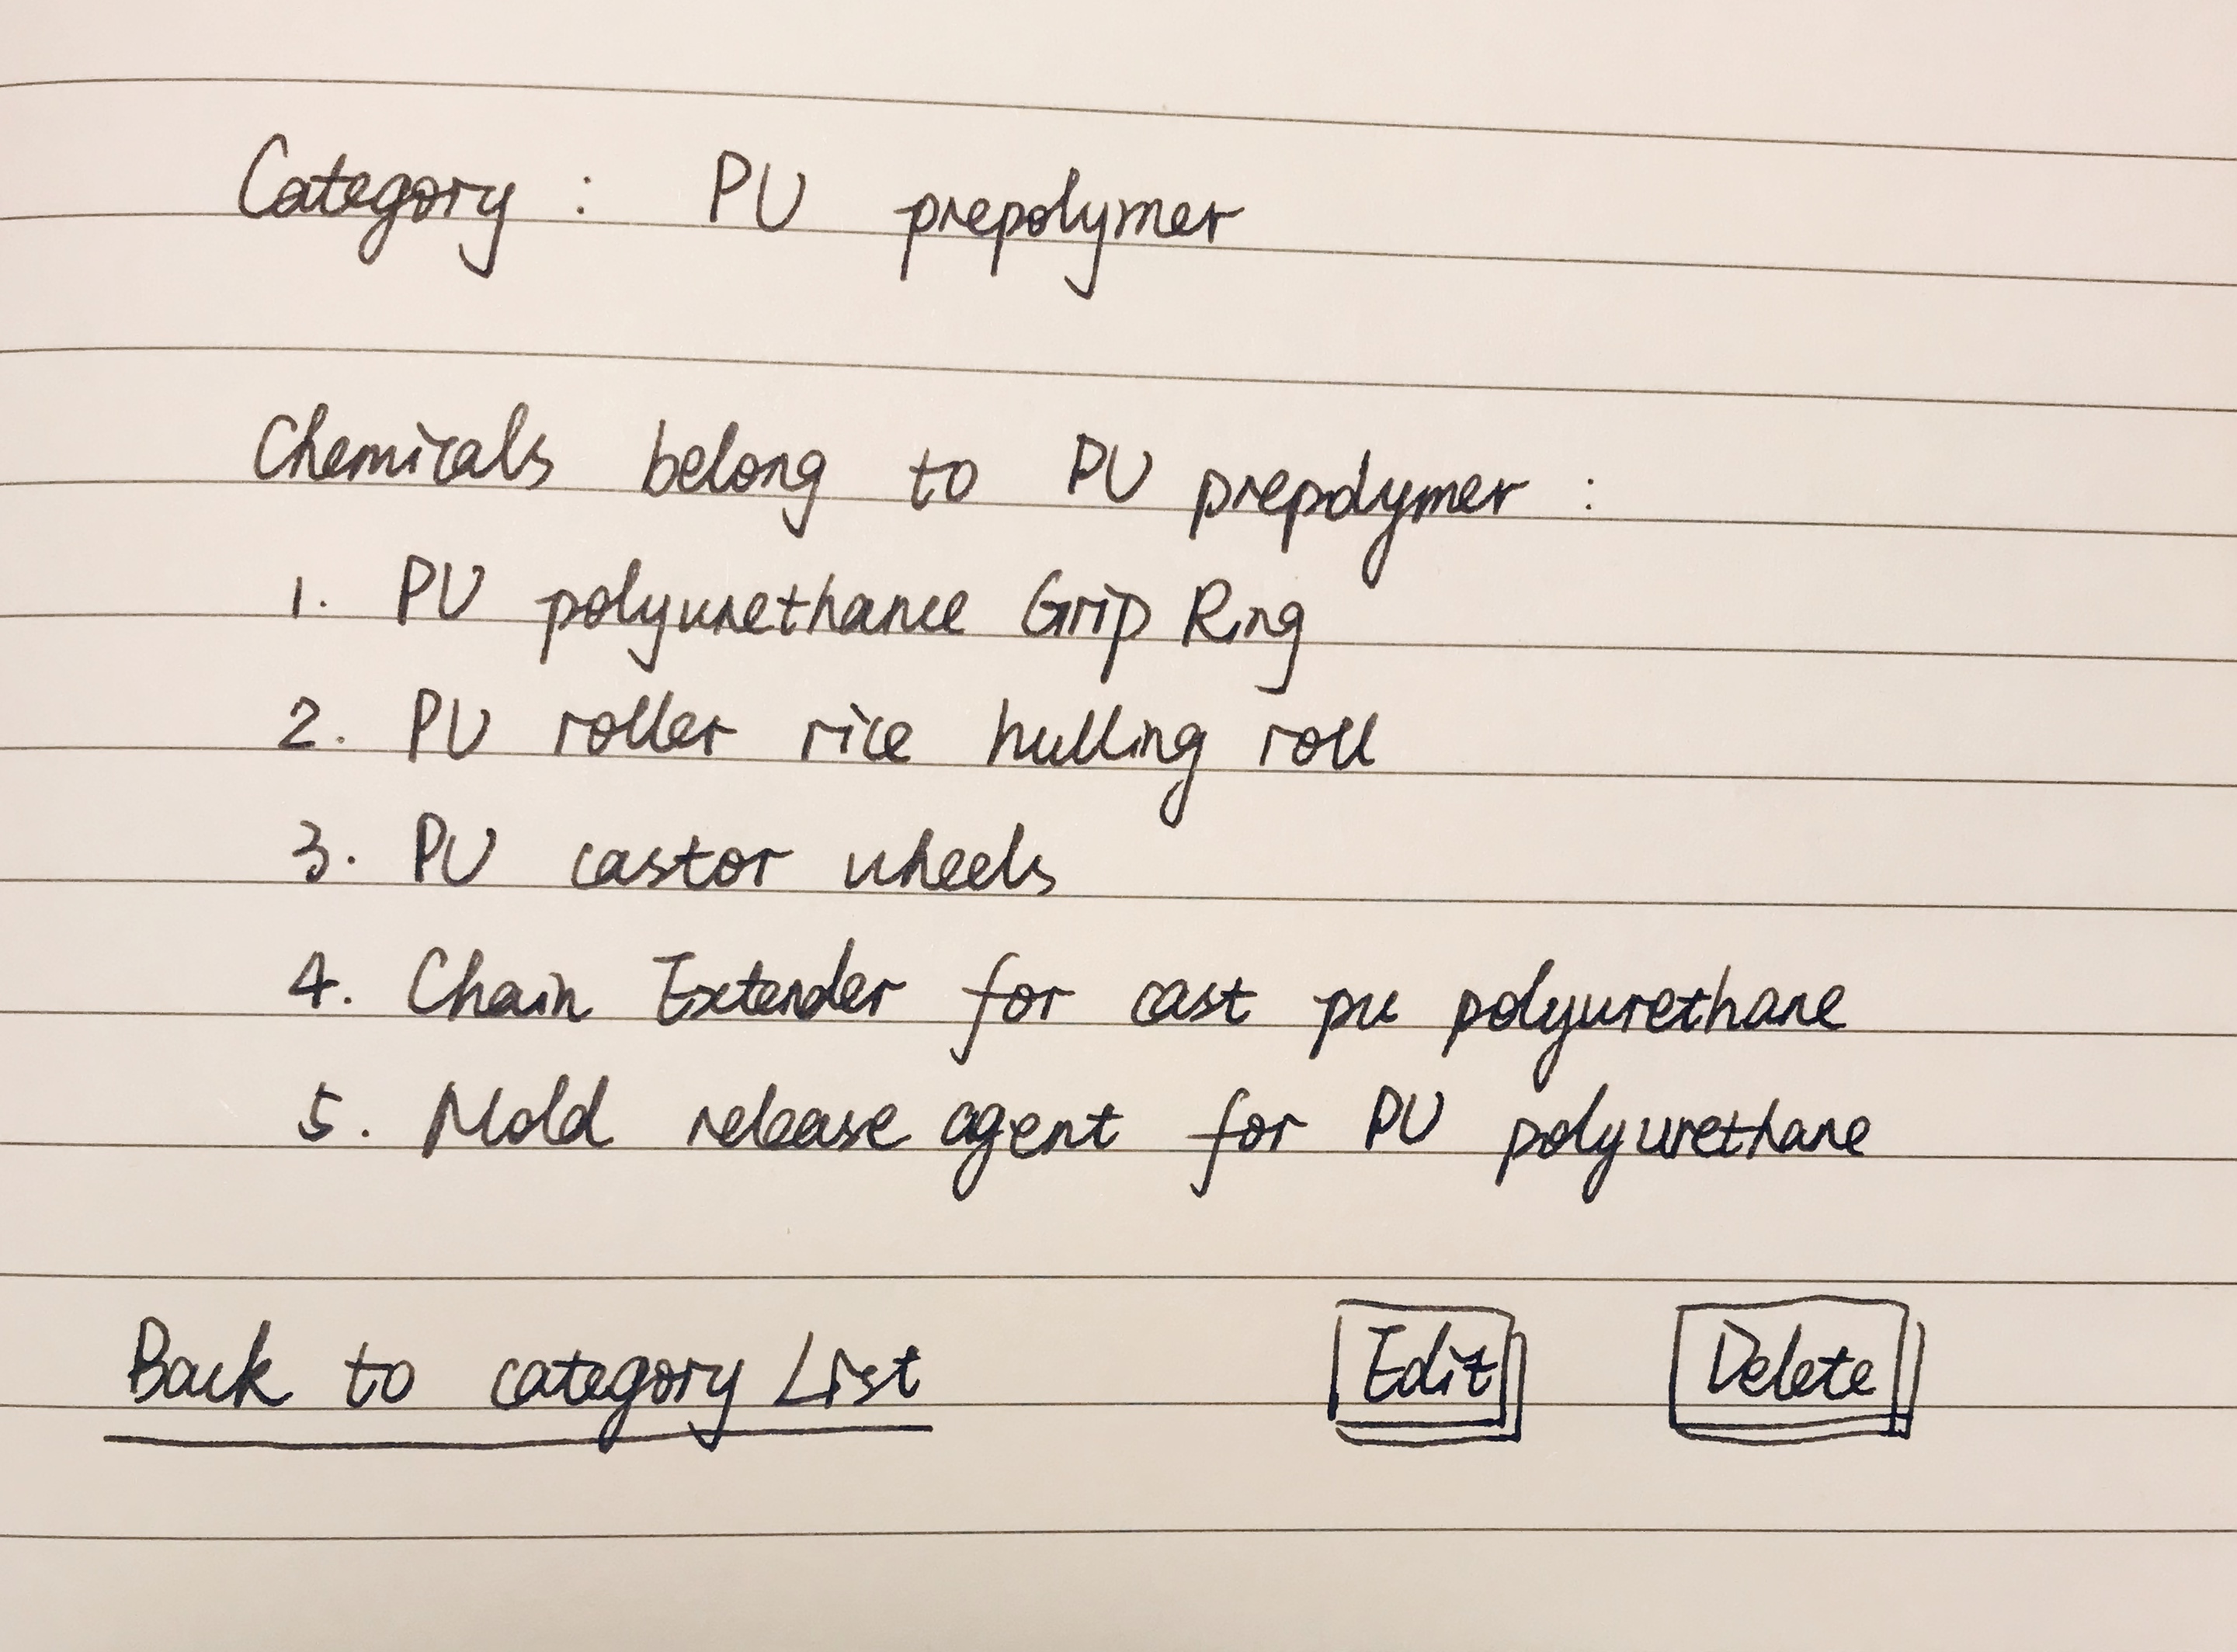 Category : PU prepolymer
Chemicals belong to PU prepolymer :
1. PU polyurethance Grip Ring
2. PU roller rice hulling roll
3. PU castor wheels
4. Chain Extender for cast pu polyurethane
5. Mold release agent for PU polyurethane
Back to category List Edit Delete